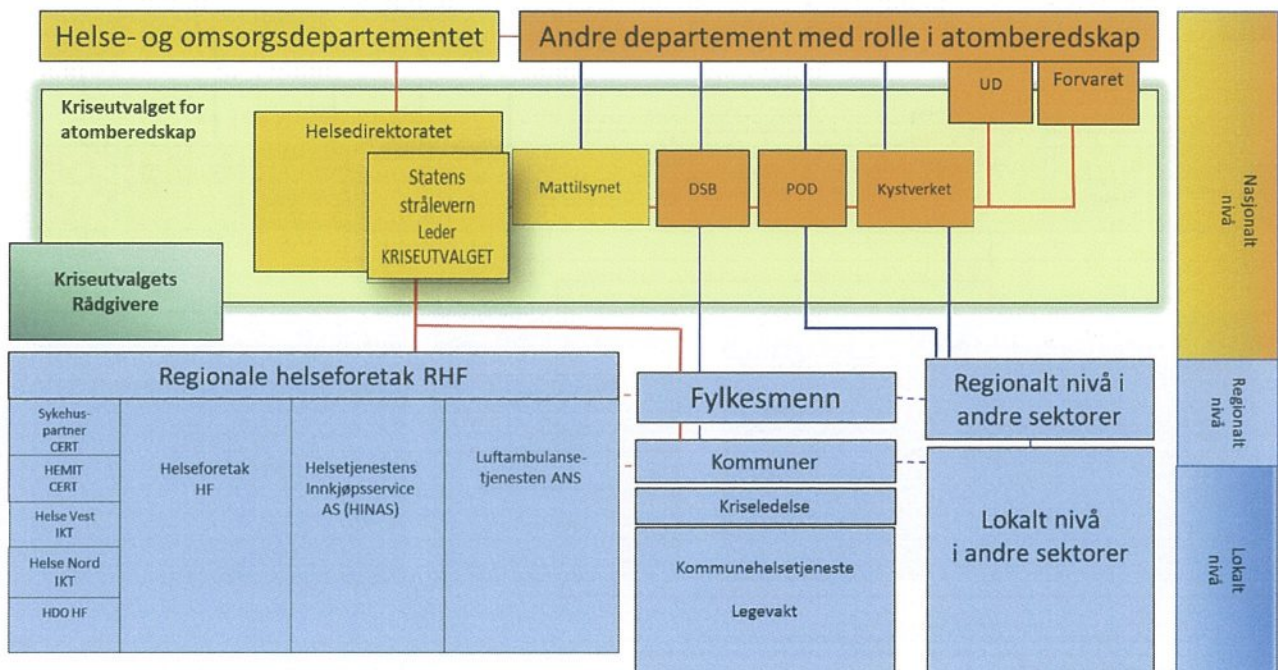 Helse- og omsorgsdepartementet
Andre departement med rolle i atomberedskap
UD
Forvaret
Kriseutvalget for
atomberedskap
Helsedirektoratet
Statens
strålevern
Leder
KRISEUTVALGET
Mattilsynet
DSB
POD
Kystverket
Kriseutvalgets
Rådgivere
Nasjonalt
nivå
Regionale helseforetak RHF
Sykehus-
partner
CERT
HEMIT
CERT
Helse Vest
IKT
Helse Nord
IKT
HDO HF
Helseforetak
HF
Helsetjenestens
Innkjøpsservice
AS (HINAS)
Luftambulanse-
tjenesten ANS
Fylkesmenn
Kommuner
Kriseledelse
Kommunehelsetjeneste
Legevakt
Regionalt nivå i
andre sektorer
Lokalt nivå
i andre sektorer
Regionalt
nivå
Lokalt
nivå